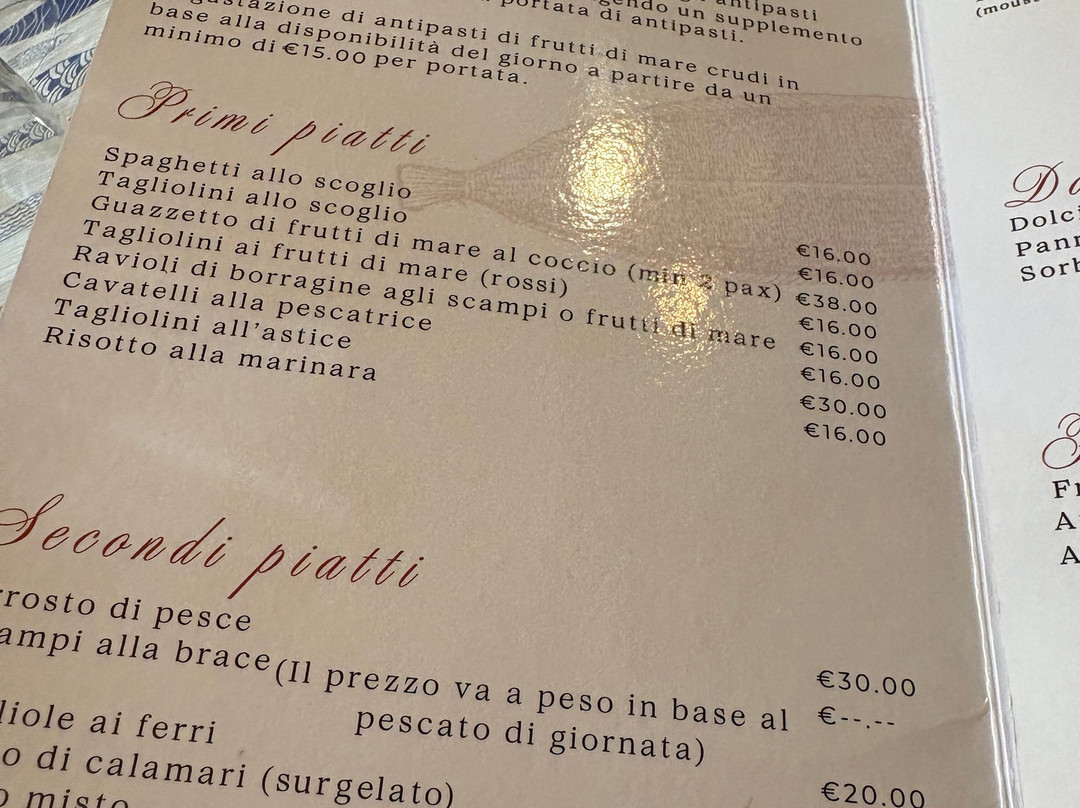 antipasti
un supplemento
portata di antipasti.
di antipasti di frutti di mare crudi in
base alla disponibilità del giorno a partire da un
minimo di €15.00 per portata.
Primi piatti
Spaghetti allo scoglio €16.00
Tagliolini allo scoglio €16.00
Guazzetto di frutti di mare al coccio (min 2 pax) €38.00
Tagliolini ai frutti di mare (rossi) €16.00
Ravioli di borragine agli scampi o frutti di mare €16.00
Cavatelli alla pescatrice €16.00
Tagliolini all'astice €30.00
Risotto alla marinara €16.00
Secondi piatti
rrosto di pesce €30.00
ampi alla brace (Il prezzo va a peso in base al €--.--
pescato di giornata)
liole ai ferri €20.00
o di calamari (surgelato)
o misto
(mous
Dolci
Pann
Sorb